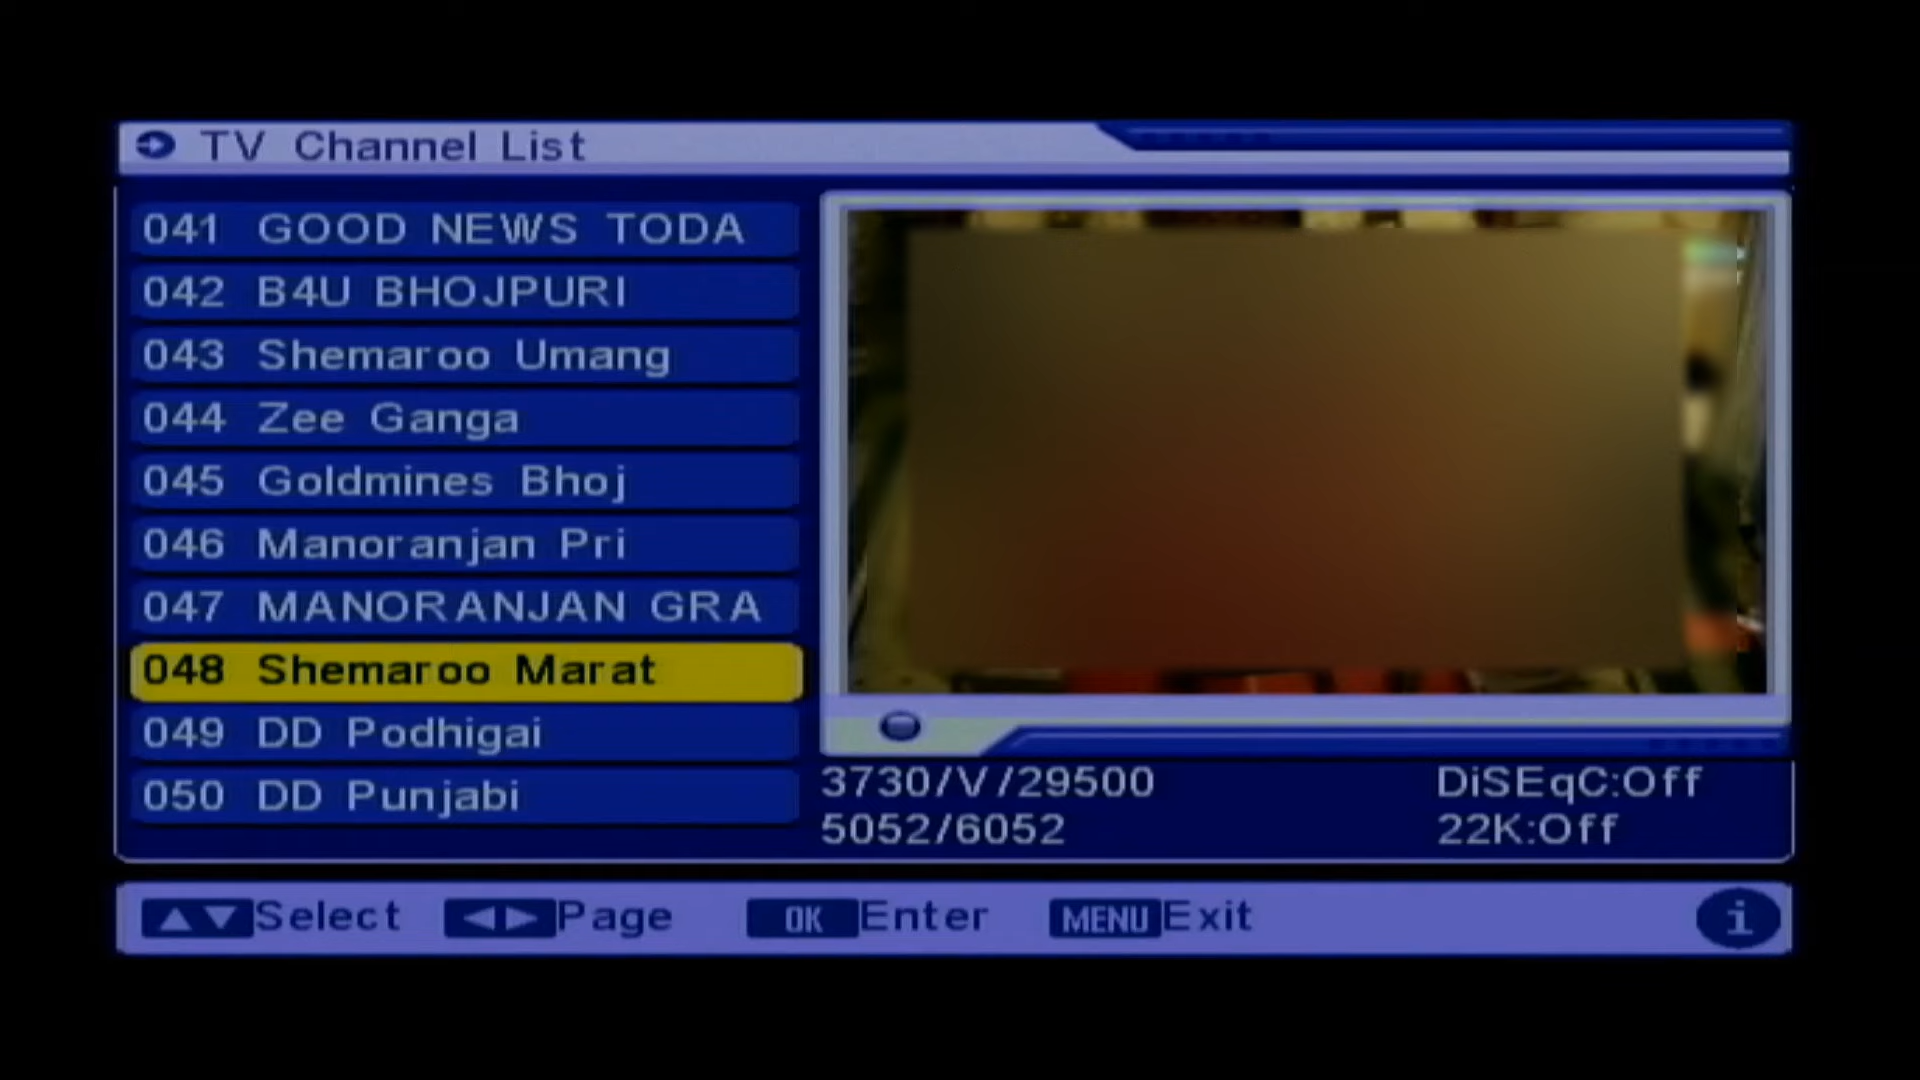 TV Channel List
041 GOOD NEWS TODA
042 B4U BHOJPURI
043 Shemaroo Umang
044 Zee Ganga
045 Goldmines Bhoj
046 Manoranjan Pri
047 MANORANJAN GRA
048 Shemaroo Marat
049 DD Podhigai
050 DD Punjabi
3730/V/29500 DiSEqC:Off
5052/6052 22K:Off
Select Page OK Enter MENU Exit i